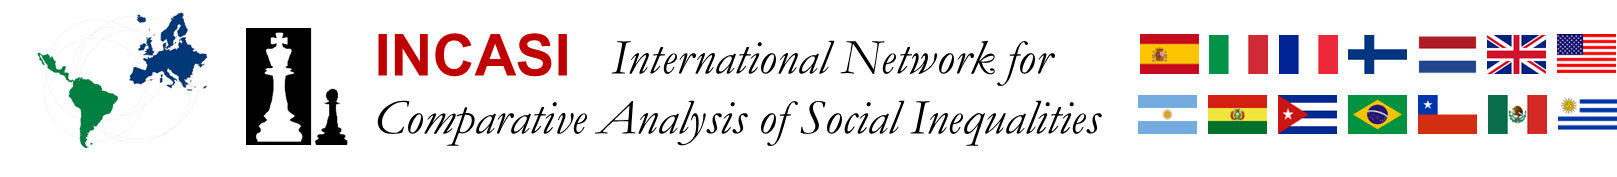 INCASI International Network for
Comparative Analysis of Social Inequalities